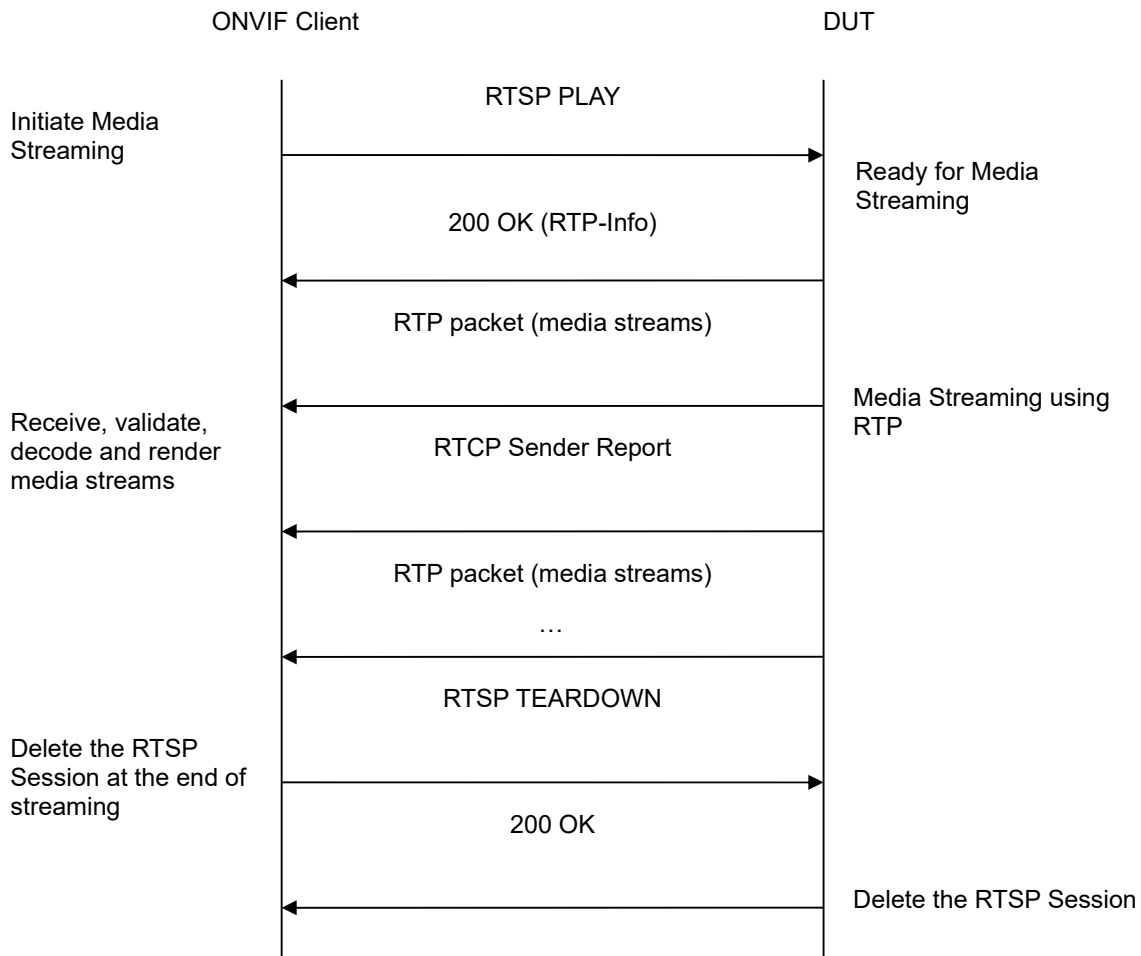 ONVIF Client
DUT
RTSP PLAY
Initiate Media
Streaming
Ready for Media
Streaming
200 OK (RTP-Info)
RTP packet (media streams)
Media Streaming using
RTP
Receive, validate,
decode and render
media streams
RTCP Sender Report
RTP packet (media streams)
…
RTSP TEARDOWN
Delete the RTSP
Session at the end of
streaming
200 OK
Delete the RTSP Session